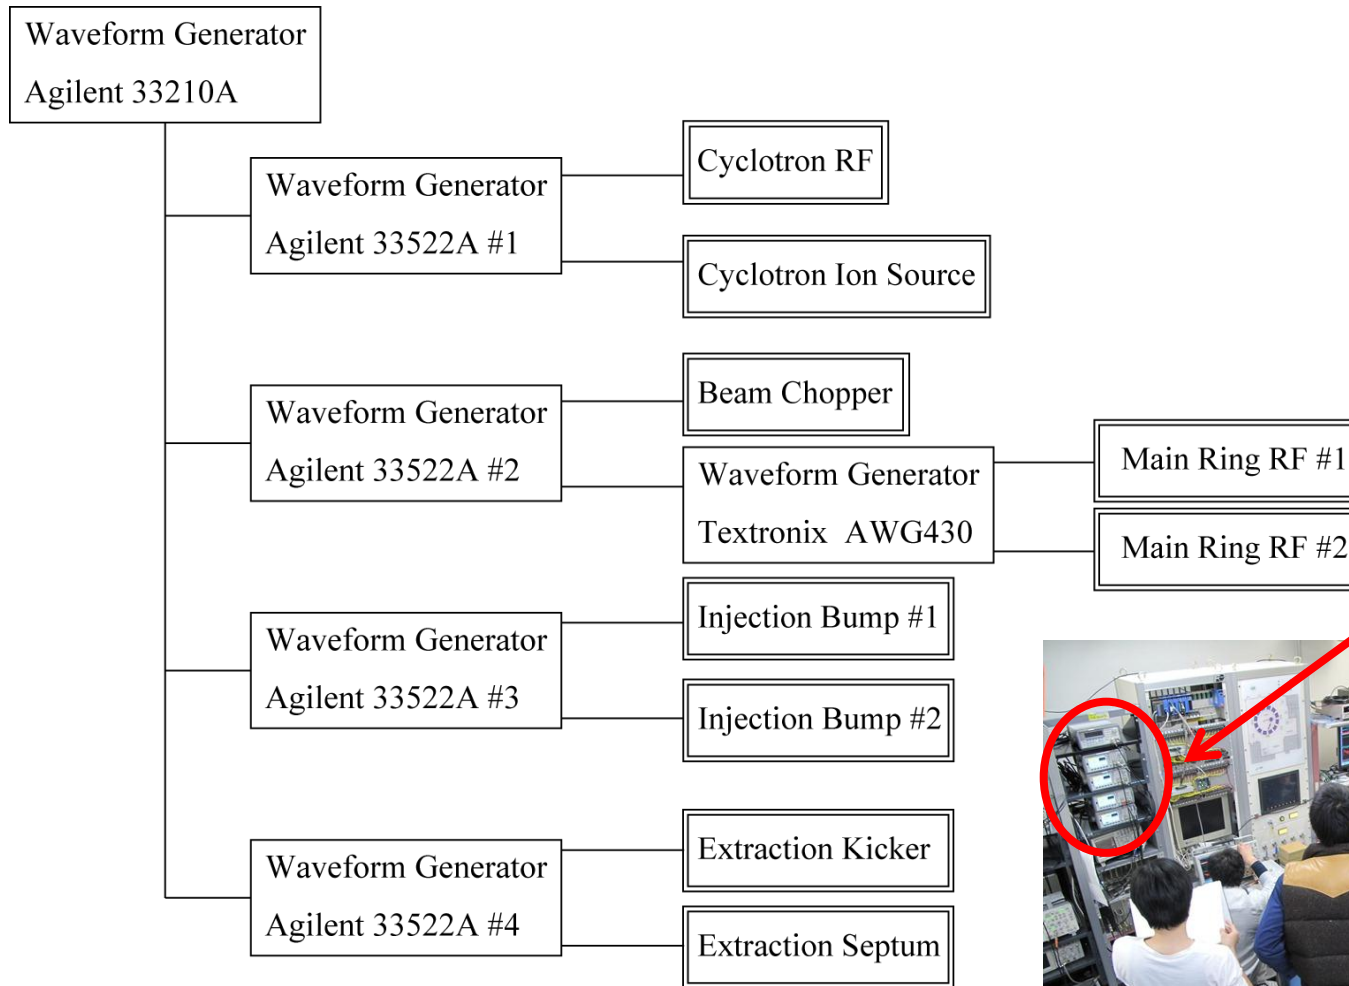 Waveform Generator
Agilent 33210A
Waveform Generator
Agilent 33522A #1
Cyclotron RF
Cyclotron Ion Source
Waveform Generator
Agilent 33522A #2
Beam Chopper
Waveform Generator
Textronix  AWG430
Main Ring RF #1
Main Ring RF #2
Waveform Generator
Agilent 33522A #3
Injection Bump #1
Injection Bump #2
Waveform Generator
Agilent 33522A #4
Extraction Kicker
Extraction Septum